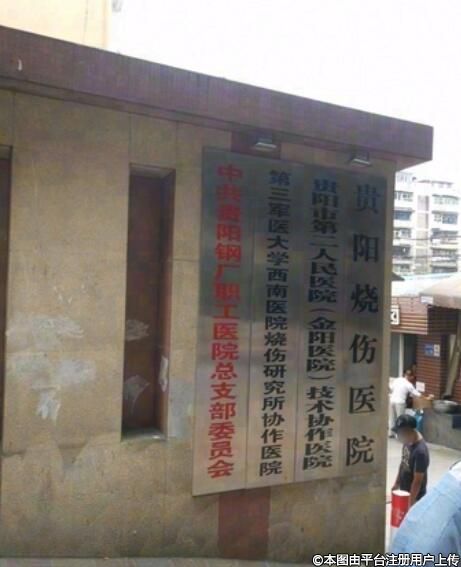 贵阳烧伤医院
贵阳市第二人民医院（金阳医院）技术协作医院
第三军医大学西南医院烧伤研究所协作医院
中共贵阳钢厂职工医院总支部委员会
©本图由平台注册用户上传